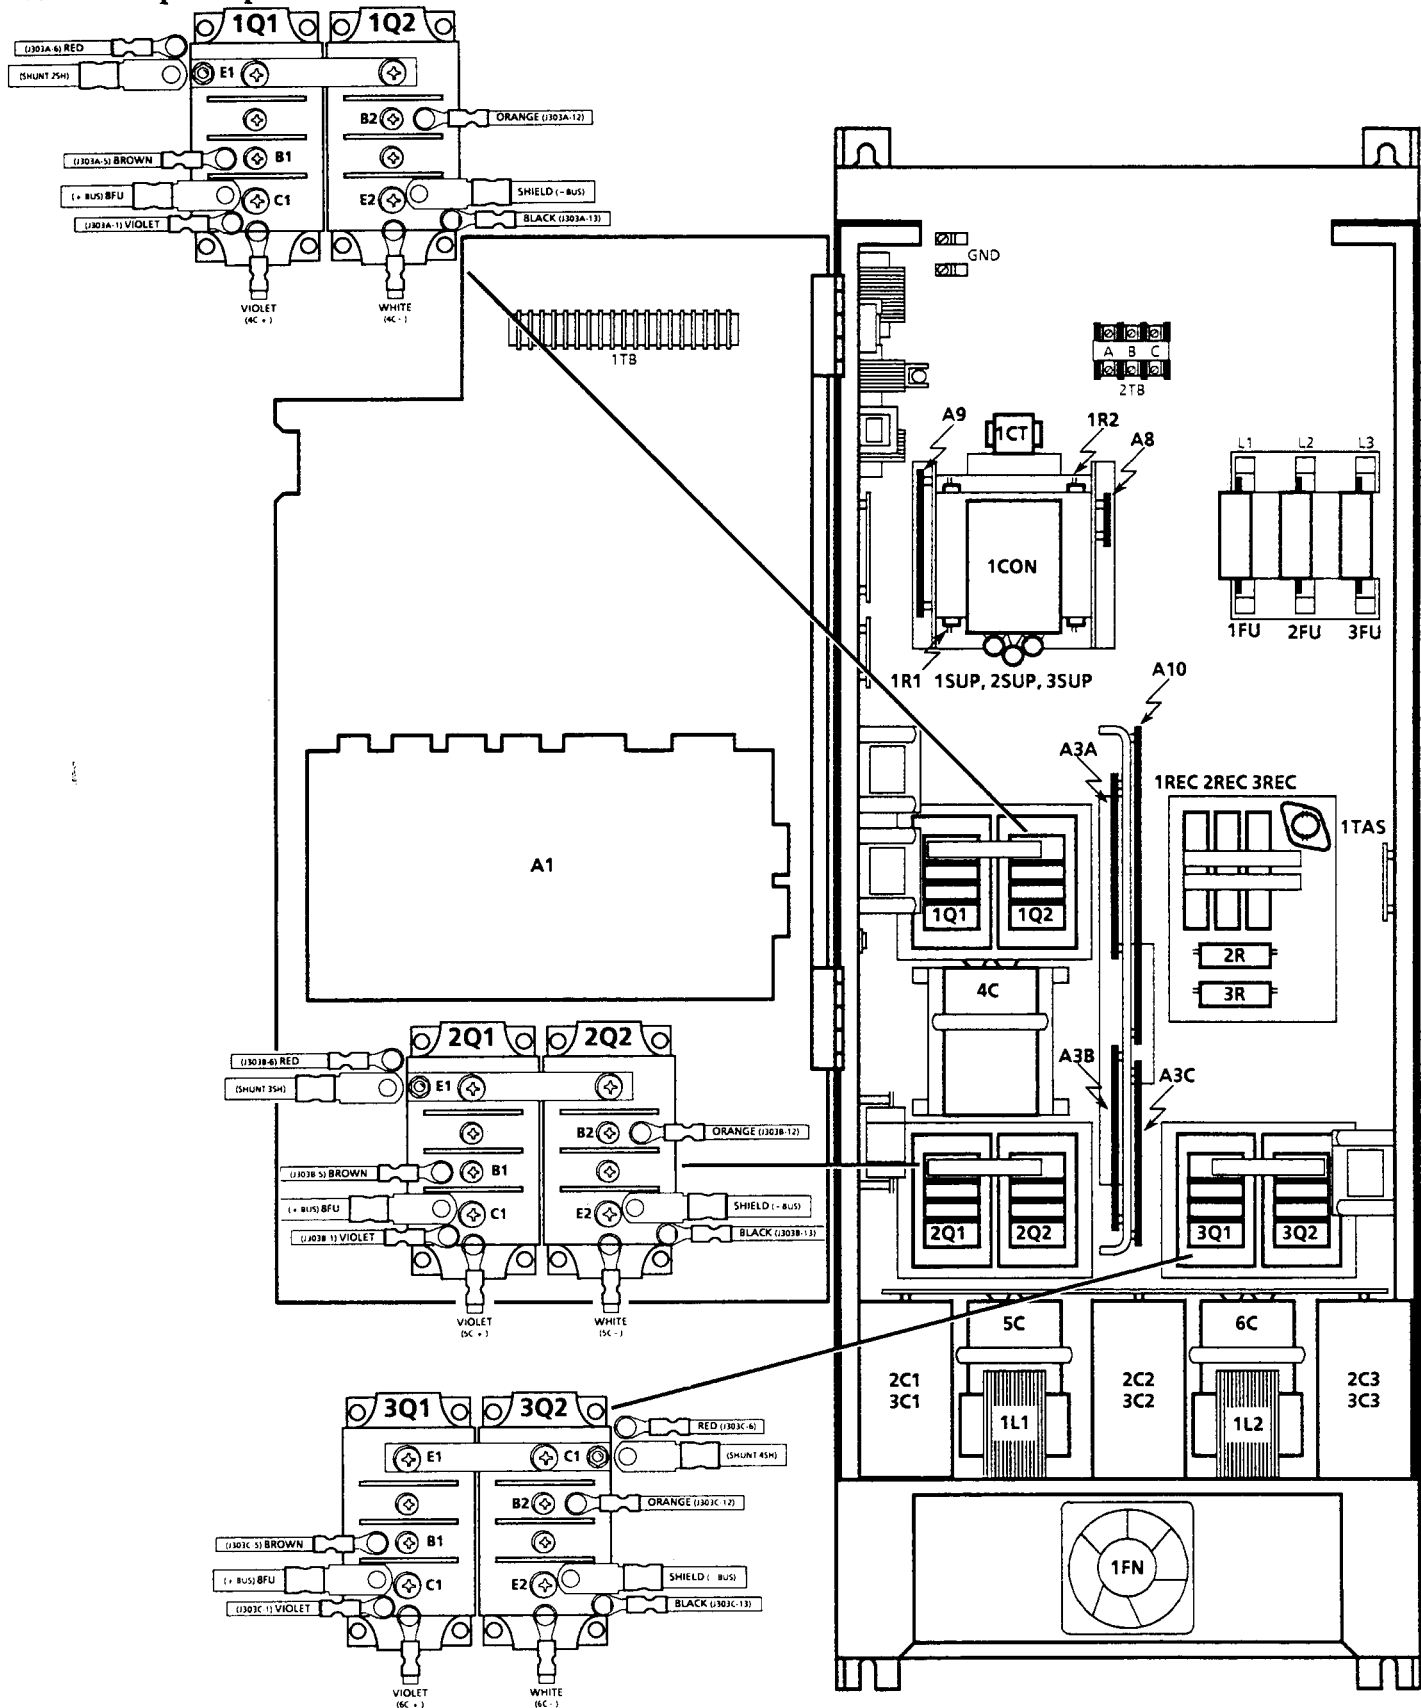 1Q1 1Q2
(J303A-6) RED
(SHUNT 2SH)
E1
B2
ORANGE (J303A-12)
(J303A-5) BROWN
B1
(+ BUS) 8FU
C1
E2
SHIELD (- BUS)
(J303A-1) VIOLET
BLACK (J303A-13)
VIOLET
(4C +)
WHITE
(4C -)
1TB
GND
A B C
2TB
A9
1CT
1R2
A8
L1 L2 L3
1CON
1FU 2FU 3FU
1R1 1SUP, 2SUP, 3SUP
A10
A3A
1REC 2REC 3REC
1TAS
A1
1Q1 1Q2
2R
3R
4C
A3B
A3C
2Q1 2Q2
(J303B-6) RED
(SHUNT 3SH)
E1
B2
ORANGE (J303B-12)
(J303B-5) BROWN
B1
(+ BUS) 8FU
C1
E2
SHIELD (- BUS)
(J303B-1) VIOLET
BLACK (J303B-13)
VIOLET
(5C +)
WHITE
(5C -)
2Q1 2Q2
3Q1 3Q2
5C
6C
2C1
3C1
2C2
3C2
2C3
3C3
1L1
1L2
1FN
3Q1 3Q2
RED (J303C-6)
E1
C1
(SHUNT 4SH)
B2
ORANGE (J303C-12)
(J303C-5) BROWN
B1
(+ BUS) 8FU
C1
E2
SHIELD ( BUS)
(J303C-1) VIOLET
BLACK (J303C-13)
VIOLET
(6C +)
WHITE
(6C -)